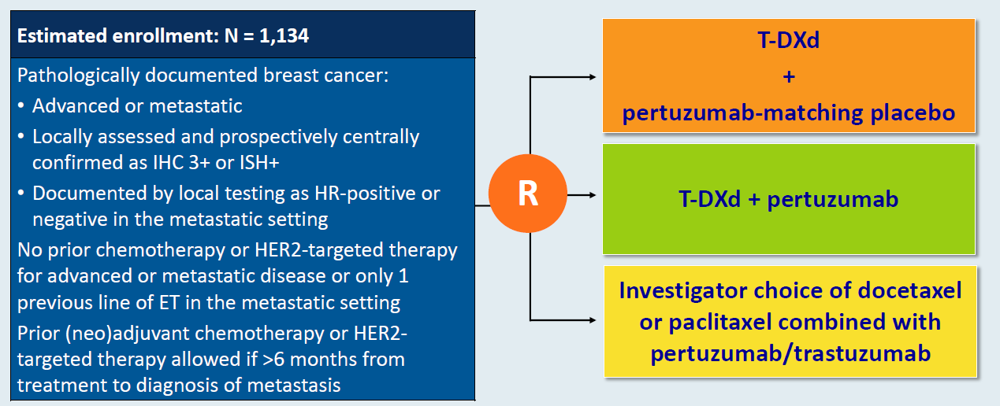 Estimated enrollment: N = 1,134
Pathologically documented breast cancer:
• Advanced or metastatic
• Locally assessed and prospectively centrally
confirmed as IHC 3+ or ISH+
• Documented by local testing as HR-positive or
negative in the metastatic setting
No prior chemotherapy or HER2-targeted therapy
for advanced or metastatic disease or only 1
previous line of ET in the metastatic setting
Prior (neo)adjuvant chemotherapy or HER2-
targeted therapy allowed if >6 months from
treatment to diagnosis of metastasis
R
T-DXd
+
pertuzumab-matching placebo
T-DXd + pertuzumab
Investigator choice of docetaxel
or paclitaxel combined with
pertuzumab/trastuzumab